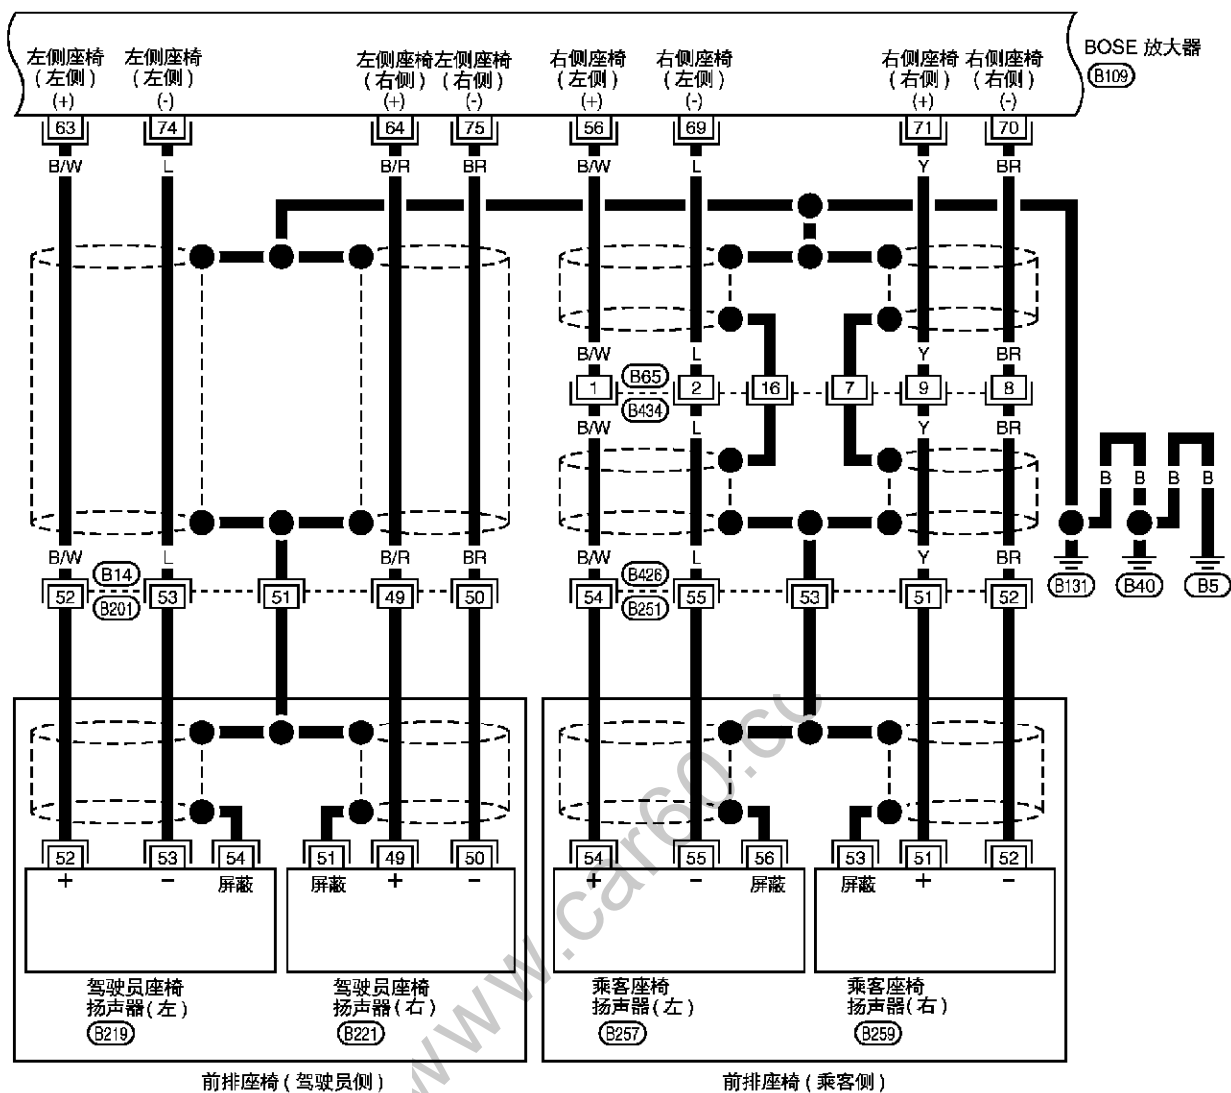 左侧座椅 左侧座椅 左侧座椅 左侧座椅 右侧座椅 右侧座椅 右侧座椅 右侧座椅 BOSE 放大器
(左侧) (左侧) (右侧) (右侧) (左侧) (左侧) (右侧) (右侧) B109
(+) (-) (+) (-) (+) (-) (+) (-)
63 74 64 75 56 69 71 70
B/W L B/R BR B/W L Y BR
B/W L Y BR
1 B65 2 16 7 9 8
B434
B/W L Y BR
B B B B
B/W L B/R BR B/W L Y BR
B14 B426
52 53 51 49 50 54 55 53 51 52 B131 B40 B5
B201 B251
52 53 54 51 49 50 54 55 56 53 51 52
+ - 屏蔽 屏蔽 + - + - 屏蔽 屏蔽 + -
驾驶员座椅 驾驶员座椅 乘客座椅 乘客座椅
扬声器(左) 扬声器(右) 扬声器(左) 扬声器(右)
B219 B221 B257 B259
前排座椅(驾驶员侧) 前排座椅(乘客侧)
www.car60.cc